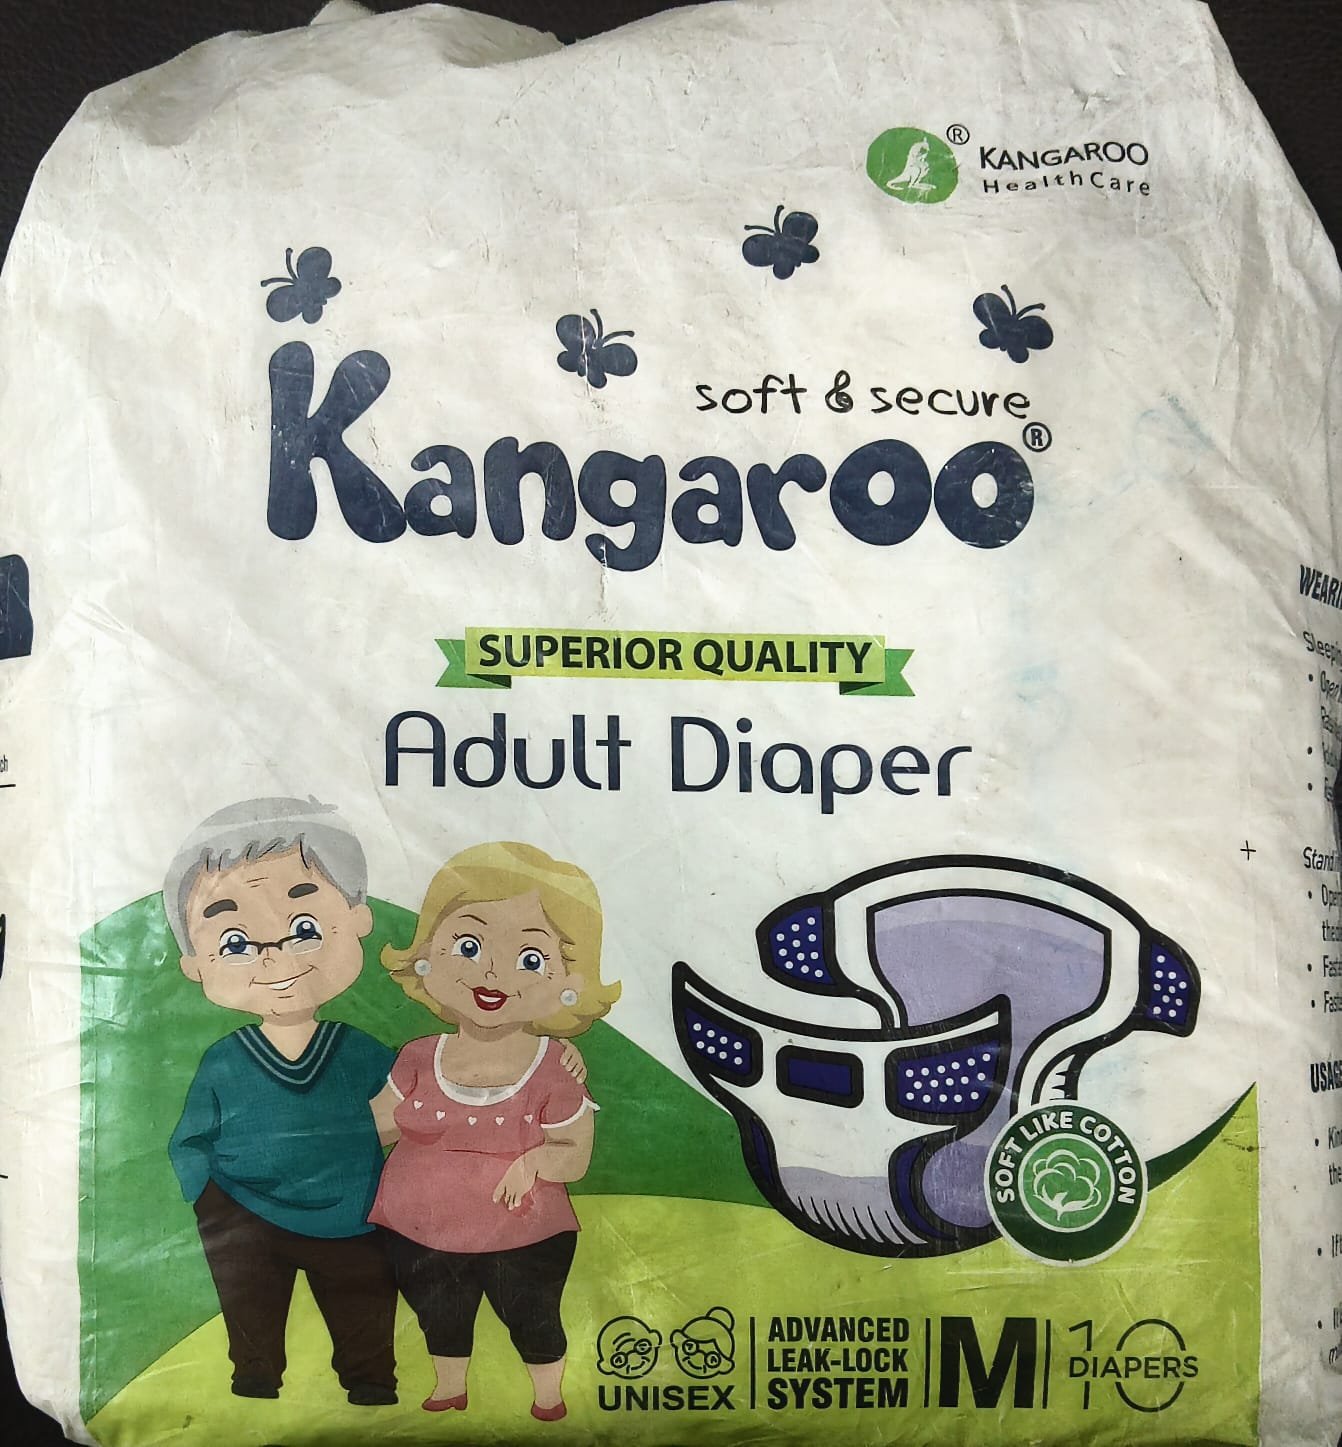 ®
KANGAROO
HealthCare
soft & secure
Kangaroo®
SUPERIOR QUALITY
Adult Diaper
SOFT LIKE COTTON
UNISEX
ADVANCED
LEAK-LOCK
SYSTEM
M
10
DIAPERS